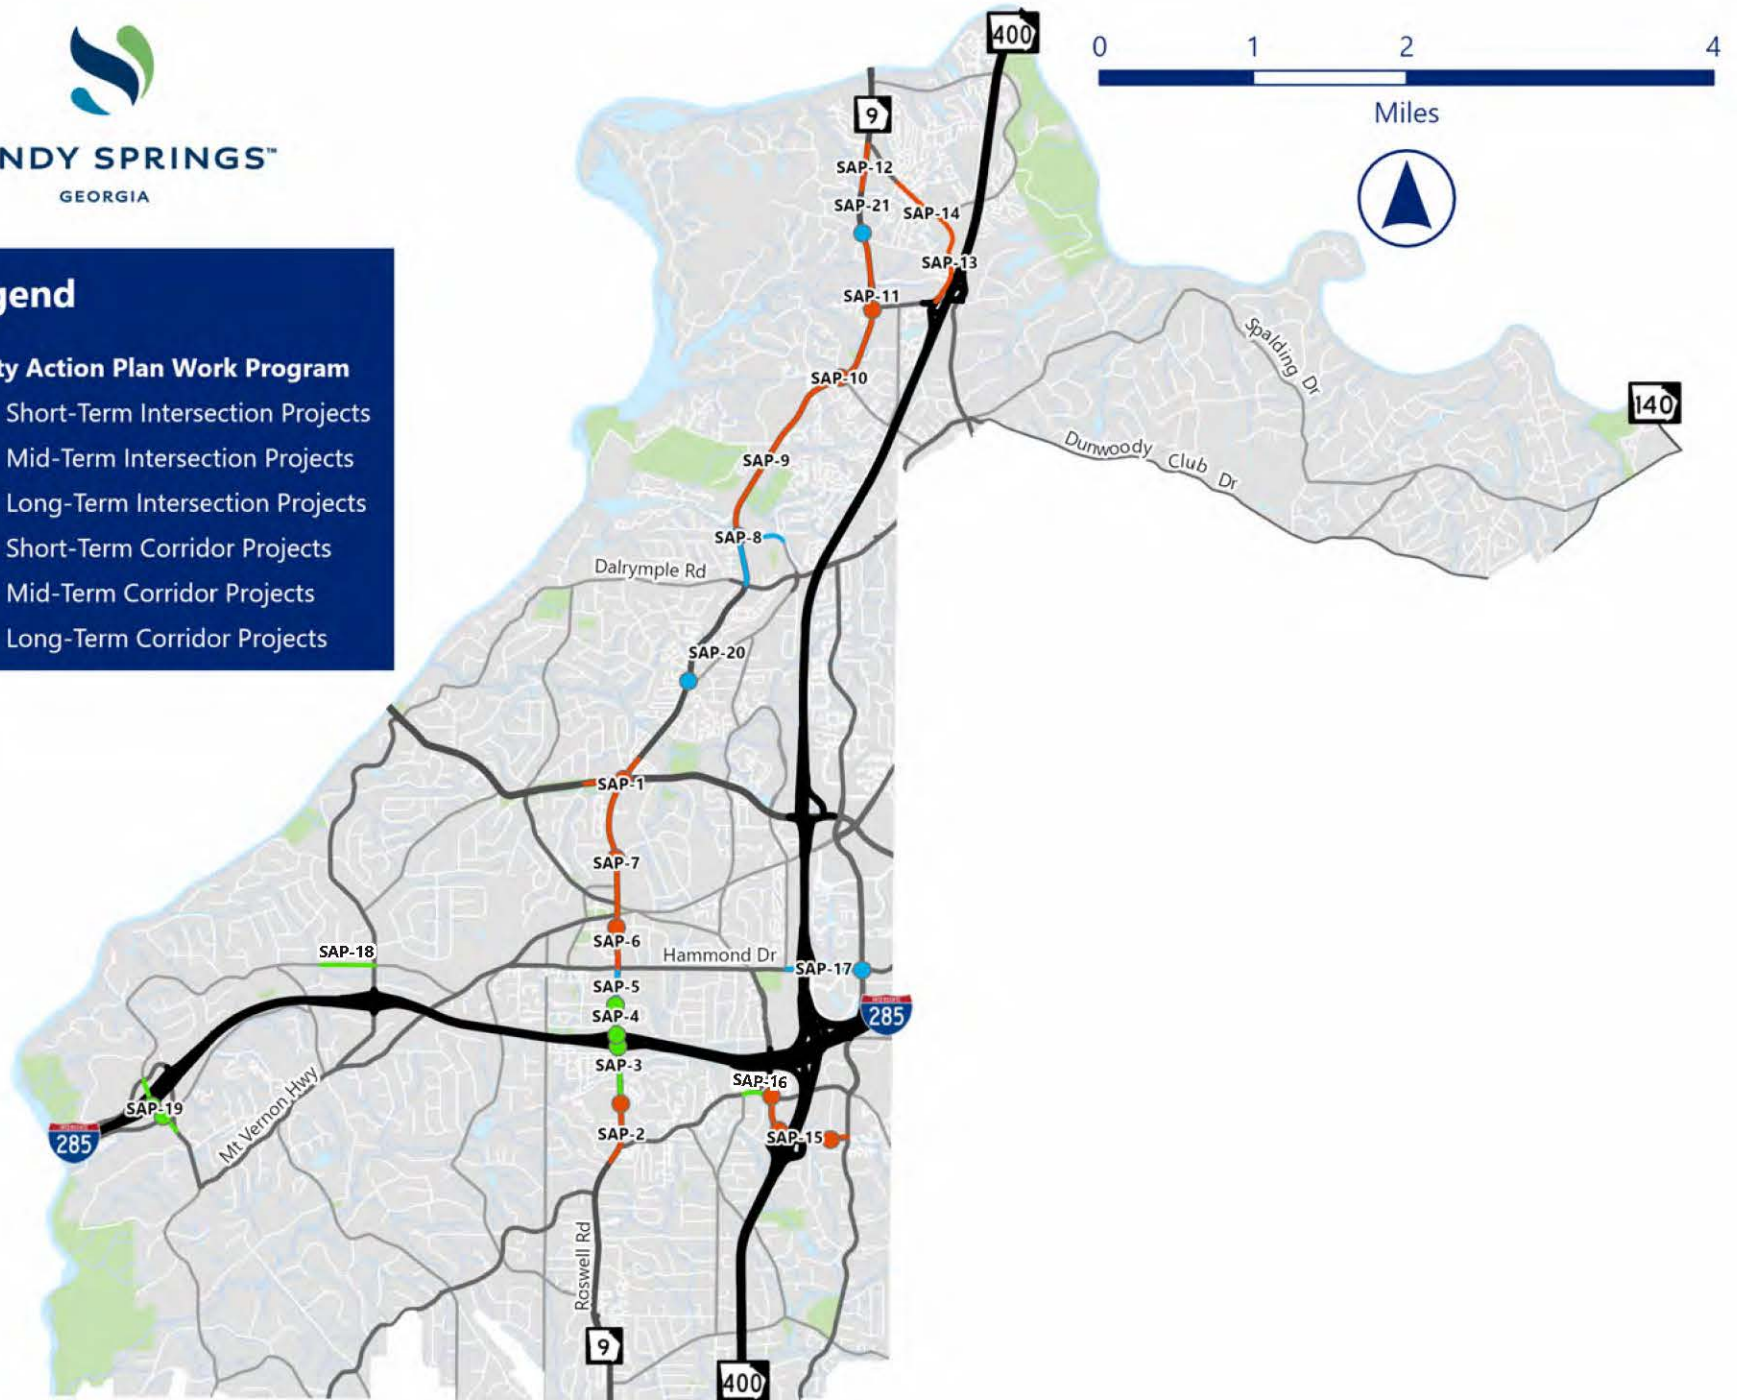 NDY SPRINGS™
GEORGIA
gend
ty Action Plan Work Program
Short-Term Intersection Projects
Mid-Term Intersection Projects
Long-Term Intersection Projects
Short-Term Corridor Projects
Mid-Term Corridor Projects
Long-Term Corridor Projects
0 1 2 4
Miles
400
9
SAP-12
SAP-21
SAP-14
SAP-13
SAP-11
Spalding Dr
SAP-10
140
Dunwoody Club Dr
SAP-9
SAP-8
Dalrymple Rd
SAP-20
SAP-1
SAP-7
SAP-6
SAP-18
Hammond Dr
SAP-17
SAP-5
SAP-4
285
SAP-3
SAP-16
SAP-19
285
Mt Vernon Hwy
SAP-2
SAP-15
Roswell Rd
9
400